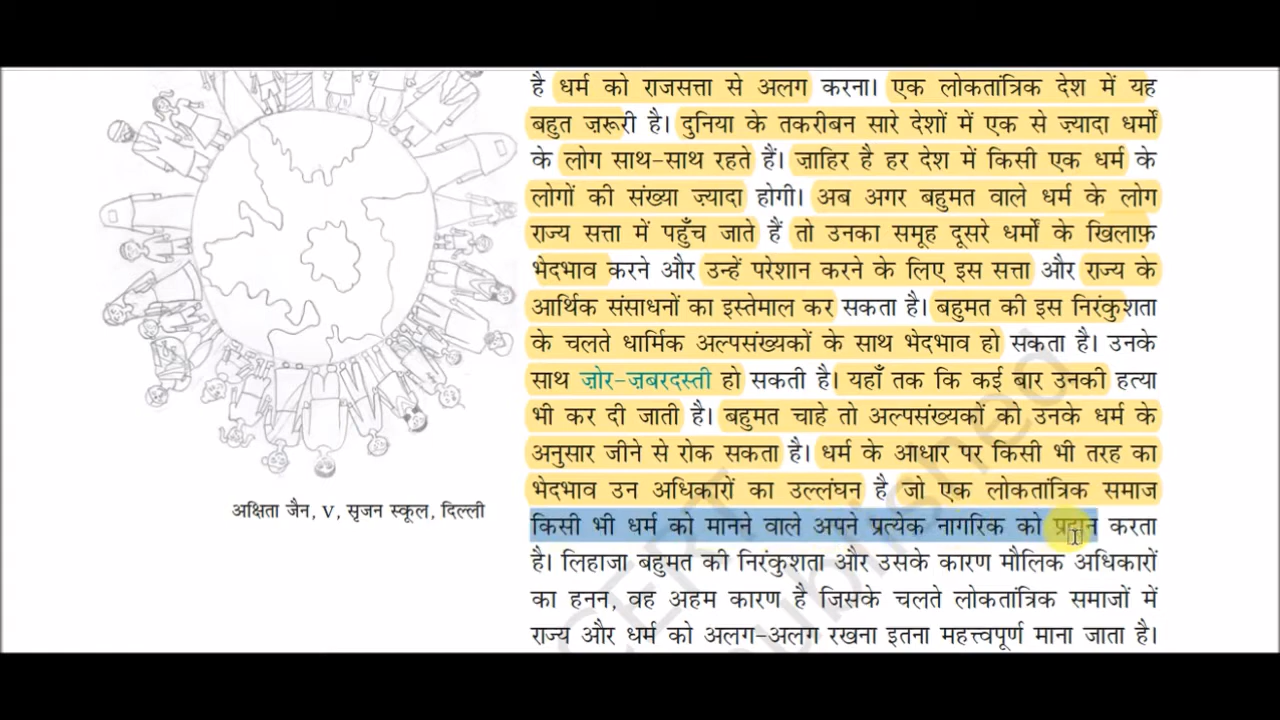 है धर्म को राजसत्ता से अलग करना। एक लोकतांत्रिक देश में यह
बहुत ज़रूरी है। दुनिया के तकरीबन सारे देशों में एक से ज़्यादा धर्मों
के लोग साथ-साथ रहते हैं। ज़ाहिर है हर देश में किसी एक धर्म के
लोगों की संख्या ज़्यादा होगी। अब अगर बहुमत वाले धर्म के लोग
राज्य सत्ता में पहुँच जाते हैं तो उनका समूह दूसरे धर्मों के खिलाफ़
भेदभाव करने और उन्हें परेशान करने के लिए इस सत्ता और राज्य के
आर्थिक संसाधनों का इस्तेमाल कर सकता है। बहुमत की इस निरंकुशता
के चलते धार्मिक अल्पसंख्यकों के साथ भेदभाव हो सकता है। उनके
साथ ज़ोर-ज़बरदस्ती हो सकती है। यहाँ तक कि कई बार उनकी हत्या
भी कर दी जाती है। बहुमत चाहे तो अल्पसंख्यकों को उनके धर्म के
अनुसार जीने से रोक सकता है। धर्म के आधार पर किसी भी तरह का
भेदभाव उन अधिकारों का उल्लंघन है जो एक लोकतांत्रिक समाज
किसी भी धर्म को मानने वाले अपने प्रत्येक नागरिक को प्रदान करता
है। लिहाजा बहुमत की निरंकुशता और उसके कारण मौलिक अधिकारों
का हनन, वह अहम कारण है जिसके चलते लोकतांत्रिक समाजों में
राज्य और धर्म को अलग-अलग रखना इतना महत्त्वपूर्ण माना जाता है।
अक्षिता जैन, V, सृजन स्कूल, दिल्ली